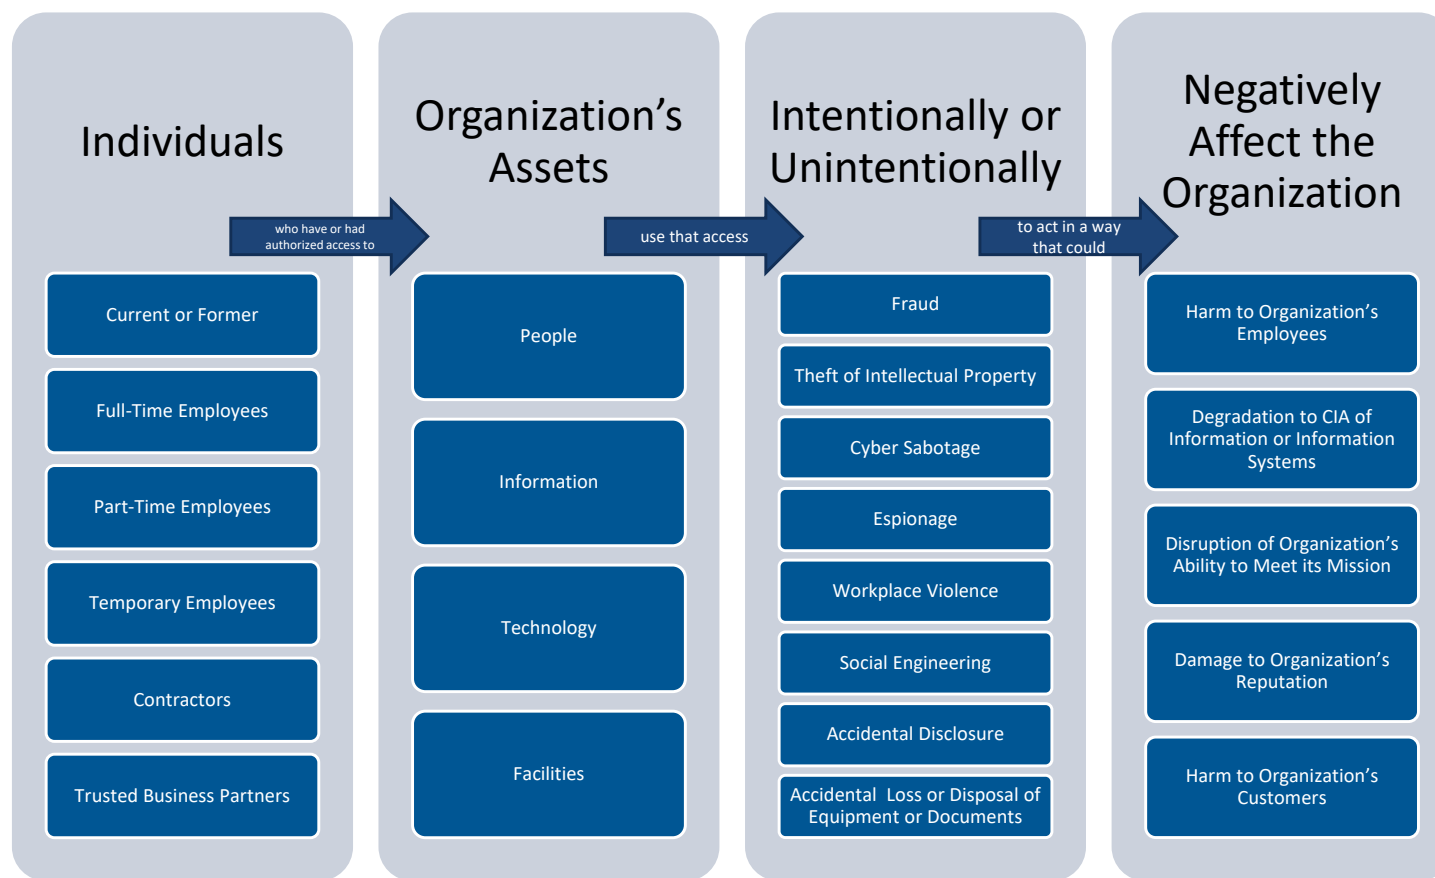 Individuals
who have or had
authorized access to
Current or Former
Full-Time Employees
Part-Time Employees
Temporary Employees
Contractors
Trusted Business Partners
Organization’s
Assets
use that access
People
Information
Technology
Facilities
Intentionally or
Unintentionally
to act in a way
that could
Fraud
Theft of Intellectual Property
Cyber Sabotage
Espionage
Workplace Violence
Social Engineering
Accidental Disclosure
Accidental  Loss or Disposal of
Equipment or Documents
Negatively
Affect the
Organization
Harm to Organization’s
Employees
Degradation to CIA of
Information or Information
Systems
Disruption of Organization’s
Ability to Meet its Mission
Damage to Organization’s
Reputation
Harm to Organization’s
Customers